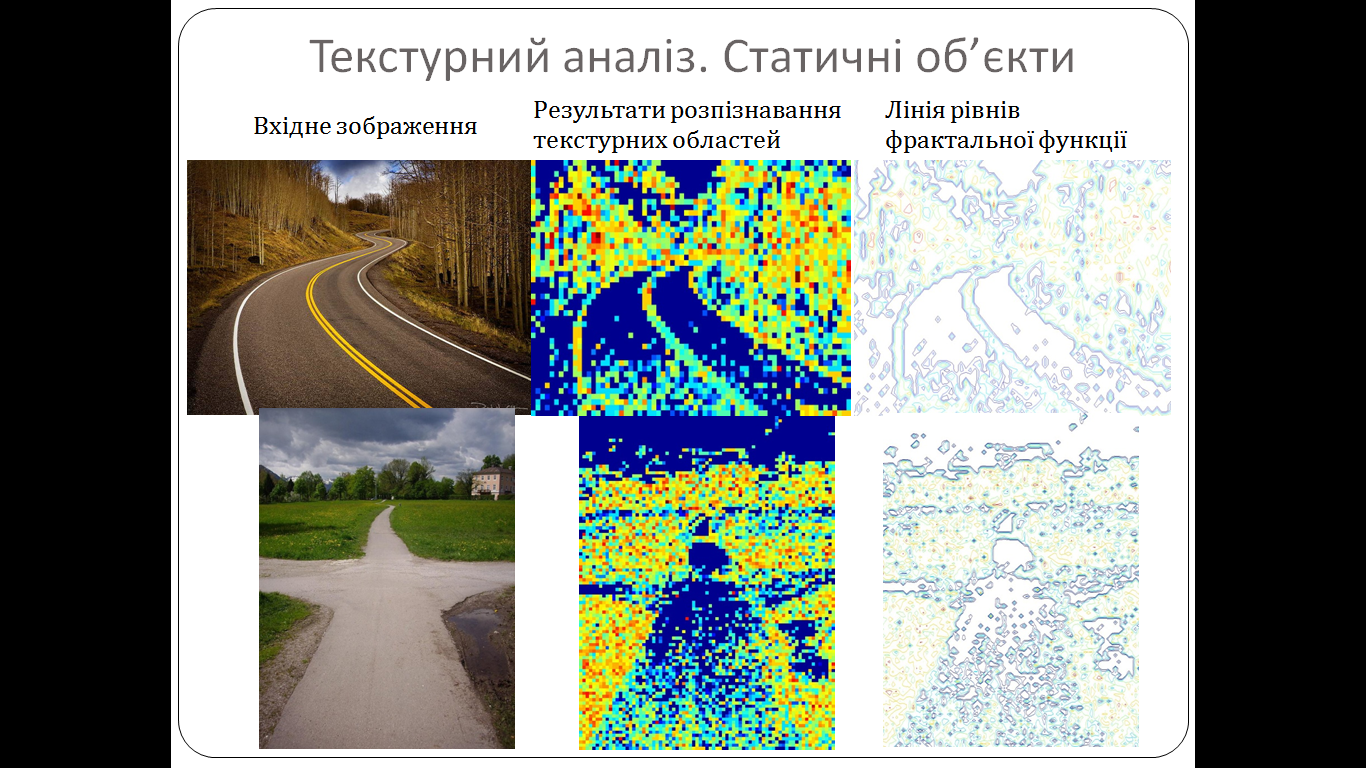 Текстурний аналіз. Статичні об’єкти
Вхідне зображення
Результати розпізнавання
текстурних областей
Лінія рівнів
фрактальної функції